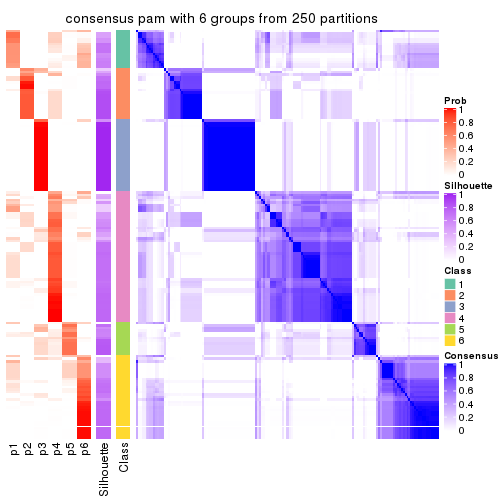 consensus pam with 6 groups from 250 partitions
Prob
1
0.8
0.6
0.4
0.2
0
Silhouette
1
0.8
0.6
0.4
0.2
0
Class
1
2
3
4
5
6
Consensus
1
0.8
0.6
0.4
0.2
0
p1
p2
p3
p4
p5
p6
Silhouette
Class